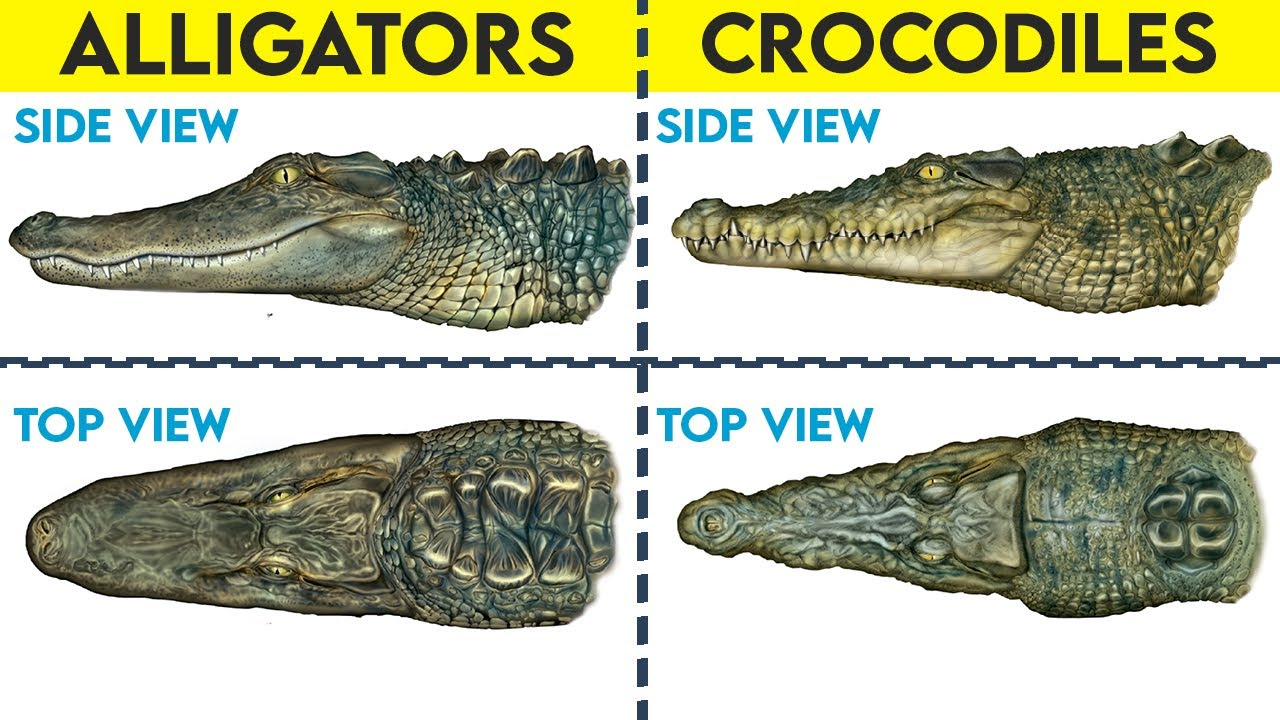 ALLIGATORS
CROCODILES
SIDE VIEW
SIDE VIEW
TOP VIEW
TOP VIEW